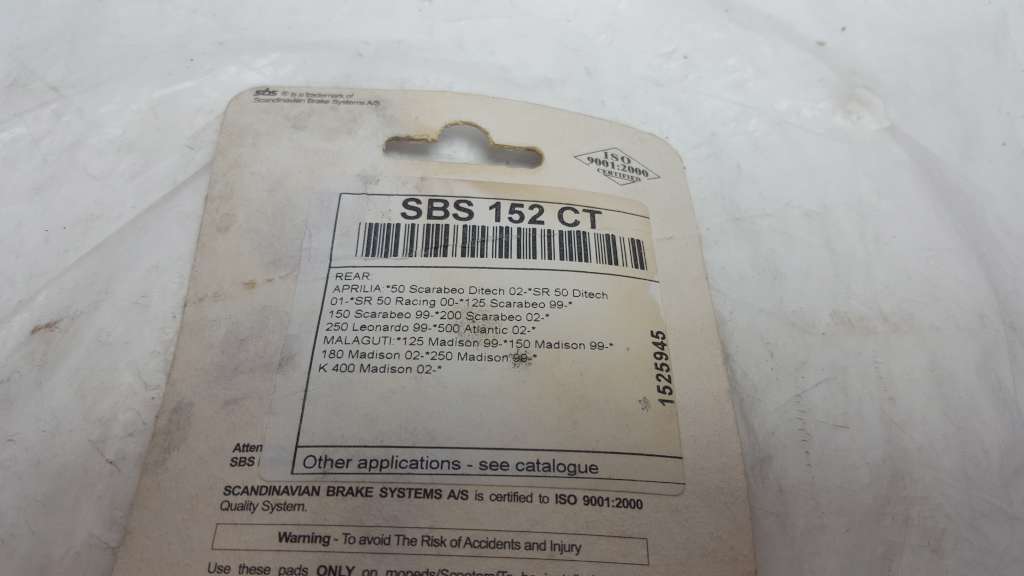 sbs ® is a trademark of
Scandinavian Brake Systems A/S
ISO
9001:2000
CERTIFIED
SBS 152 CT
REAR
APRILIA:*50 Scarabeo Ditech 02-*SR 50 Ditech
01-*SR 50 Racing 00-*125 Scarabeo 99-*
150 Scarabeo 99-*200 Scarabeo 02-*
250 Leonardo 99-*500 Atlantic 02-*
MALAGUTI:*125 Madison 99-*150 Madison 99-*
180 Madison 02-*250 Madison 99-*
K 400 Madison 02-*
1525945
Other applications - see catalogue
Atten
SBS
SCANDINAVIAN BRAKE SYSTEMS A/S is certified to ISO 9001:2000
Quality System.
Warning - To avoid The Risk of Accidents and Injury
Use these pads ONLY on mopeds/Scooters/